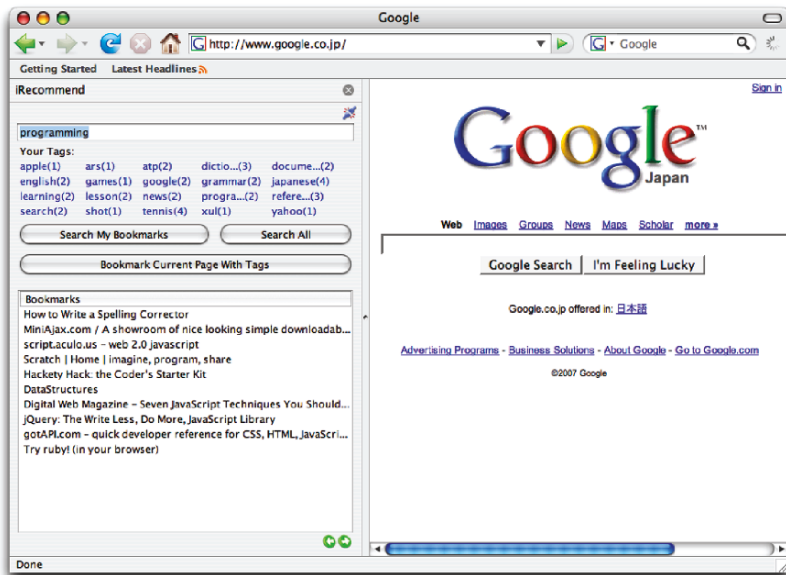 Google
http://www.google.co.jp/
Google
Getting Started Latest Headlines
iRecommend
programming
Your Tags:
apple(1) ars(1) atp(2) dictio...(3) docume...(2)
english(2) games(1) google(2) grammar(2) japanese(4)
learning(2) lesson(2) news(2) progra...(2) refere...(3)
search(2) shot(1) tennis(4) xul(1) yahoo(1)
Search My Bookmarks Search All
Bookmark Current Page With Tags
Bookmarks
How to Write a Spelling Corrector
MiniAjax.com / A showroom of nice looking simple downloadab...
script.aculo.us - web 2.0 javascript
Scratch | Home | imagine, program, share
Hackety Hack: the Coder's Starter Kit
DataStructures
Digital Web Magazine - Seven JavaScript Techniques You Should...
jQuery: The Write Less, Do More, JavaScript Library
gotAPI.com - quick developer reference for CSS, HTML, JavaScri...
Try ruby! (in your browser)
Sign in
Google™
Japan
Web Images Groups News Maps Scholar more »
Google Search I'm Feeling Lucky
Google.co.jp offered in: 日本語
Advertising Programs - Business Solutions - About Google - Go to Google.com
©2007 Google
Done